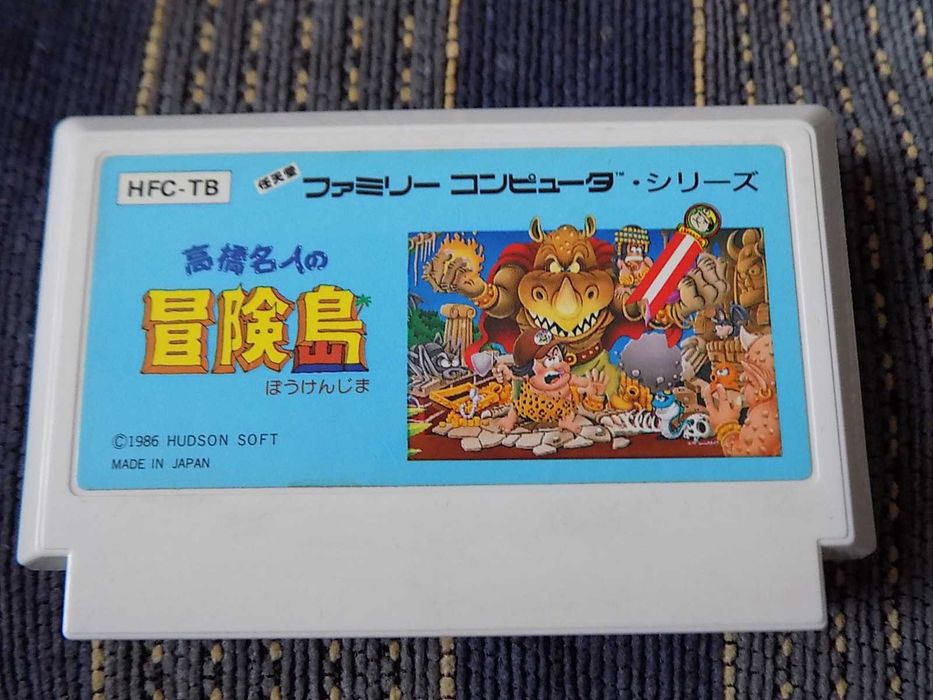 HFC-TB
任天堂 ファミリー コンピュータ™・シリーズ
高橋名人の
冒険島
ぼうけんじま
©1986 HUDSON SOFT
MADE IN JAPAN